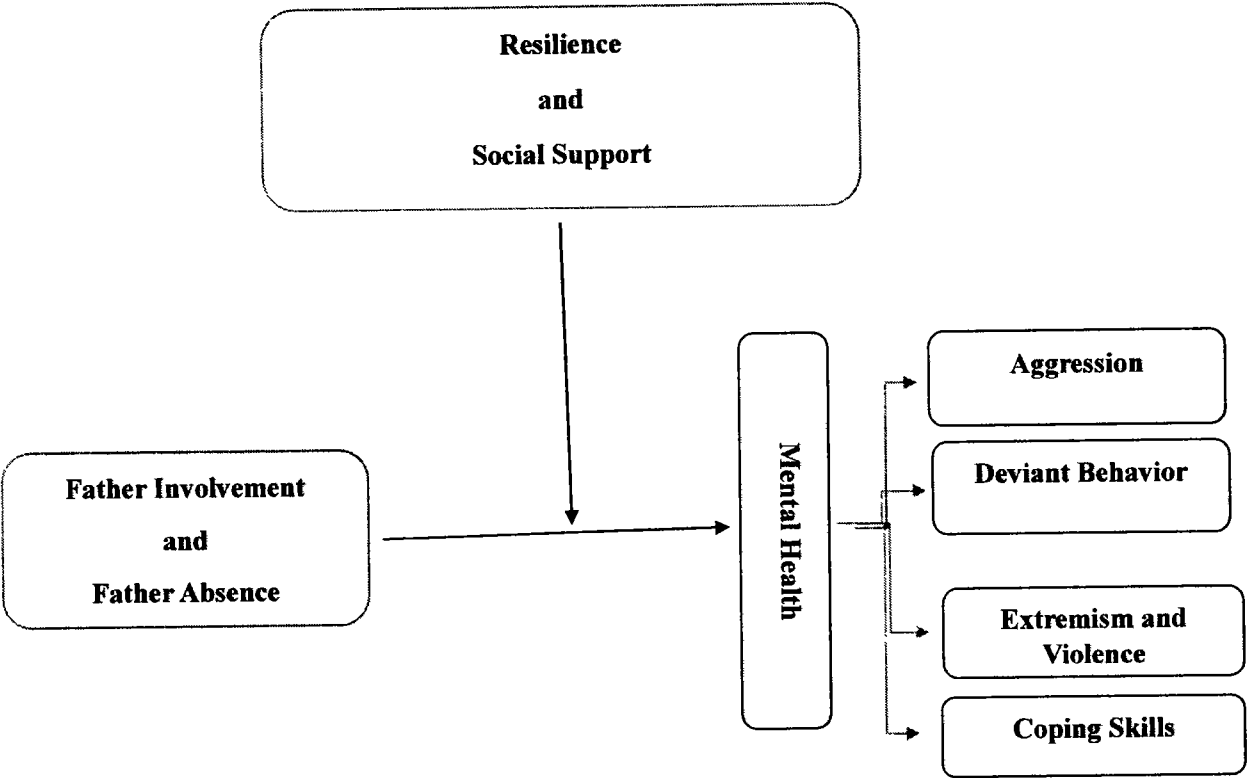 Resilience
and
Social Support
Father Involvement
and
Father Absence
Mental Health
Aggression
Deviant Behavior
Extremism and
Violence
Coping Skills